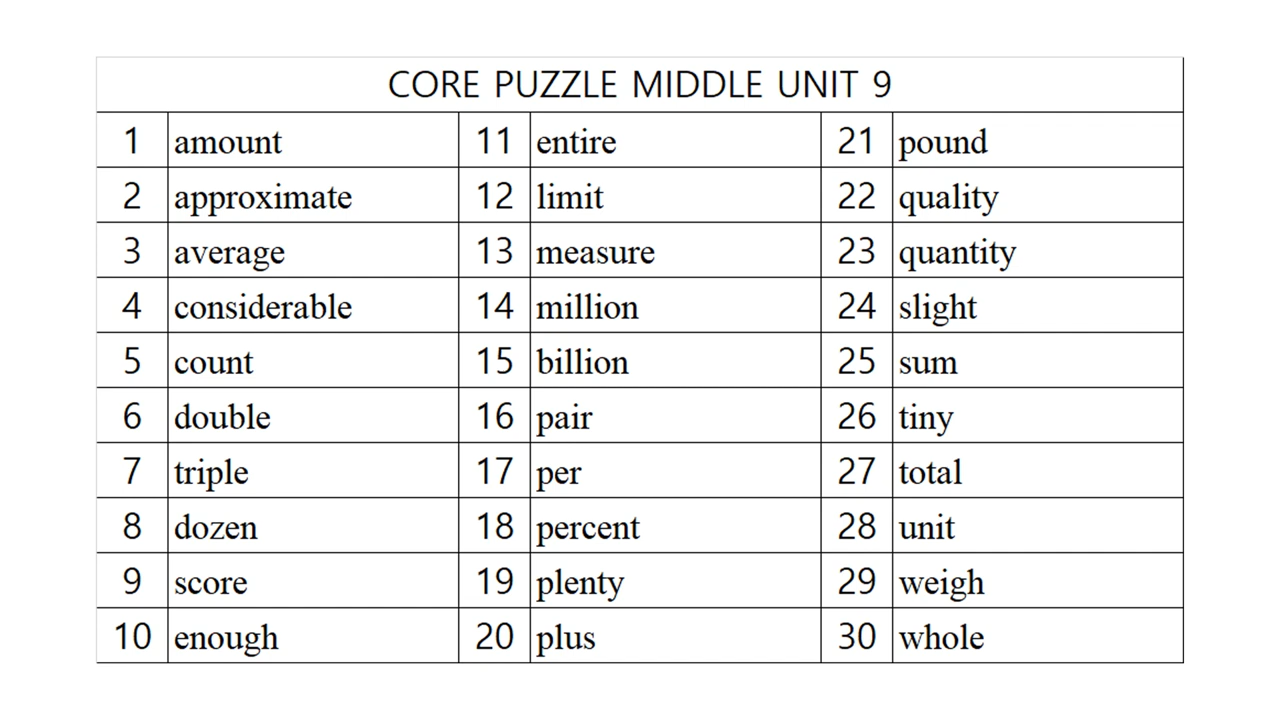 CORE PUZZLE MIDDLE UNIT 9
1 amount 11 entire 21 pound
2 approximate 12 limit 22 quality
3 average 13 measure 23 quantity
4 considerable 14 million 24 slight
5 count 15 billion 25 sum
6 double 16 pair 26 tiny
7 triple 17 per 27 total
8 dozen 18 percent 28 unit
9 score 19 plenty 29 weigh
10 enough 20 plus 30 whole